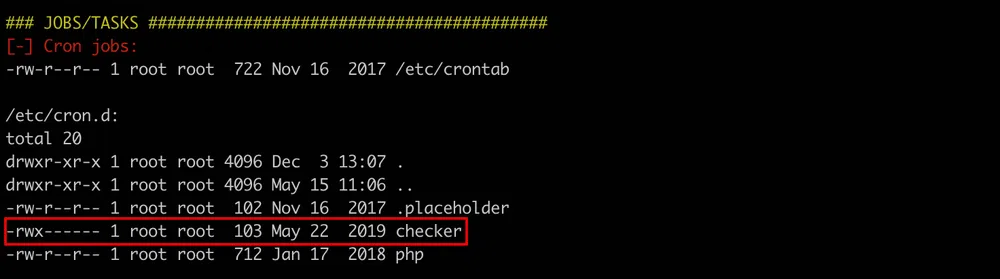 ### JOBS/TASKS ##########################################
[-] Cron jobs:
-rw-r--r-- 1 root root  722 Nov 16  2017 /etc/crontab
/etc/cron.d:
total 20
drwxr-xr-x 1 root root 4096 Dec  3 13:07 .
drwxr-xr-x 1 root root 4096 May 15 11:06 ..
-rw-r--r-- 1 root root  102 Nov 16  2017 .placeholder
-rwx------ 1 root root  103 May 22  2019 checker
-rw-r--r-- 1 root root  712 Jan 17  2018 php